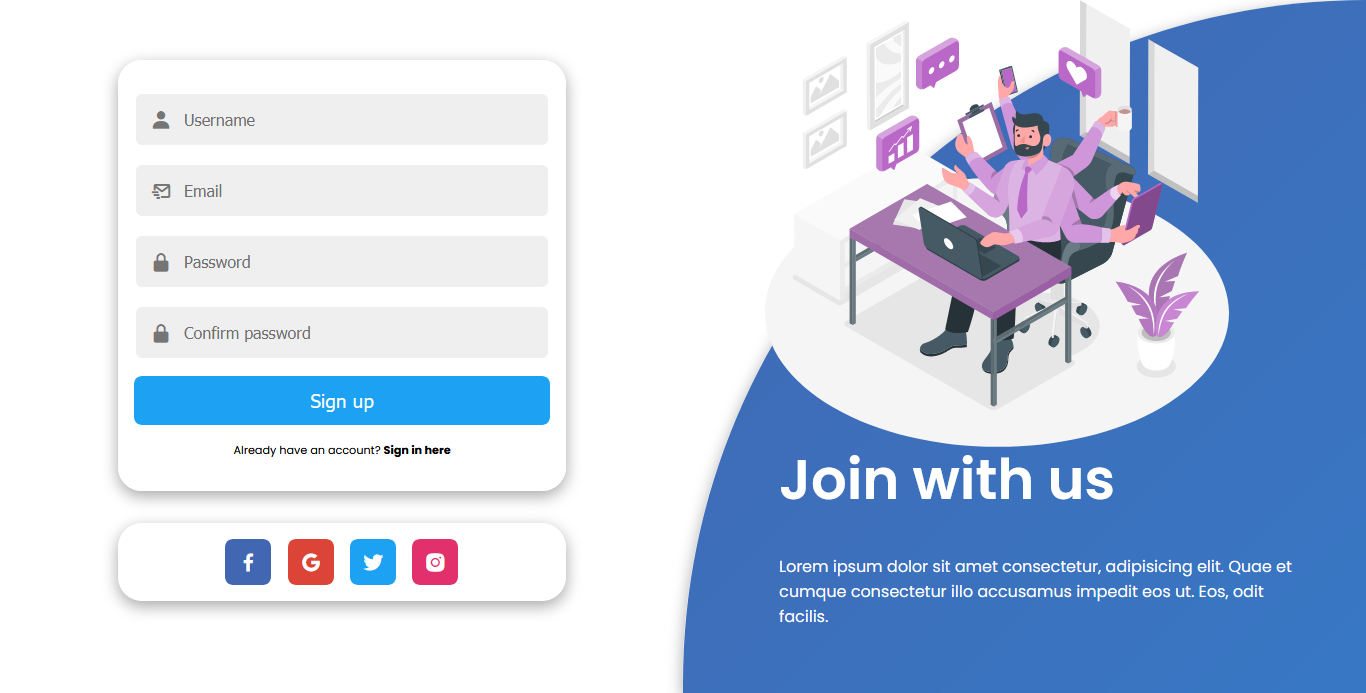 Username
Email
Password
Confirm password
Sign up
Already have an account? Sign in here
Join with us
Lorem ipsum dolor sit amet consectetur, adipisicing elit. Quae et
cumque consectetur illo accusamus impedit eos ut. Eos, odit
facilis.